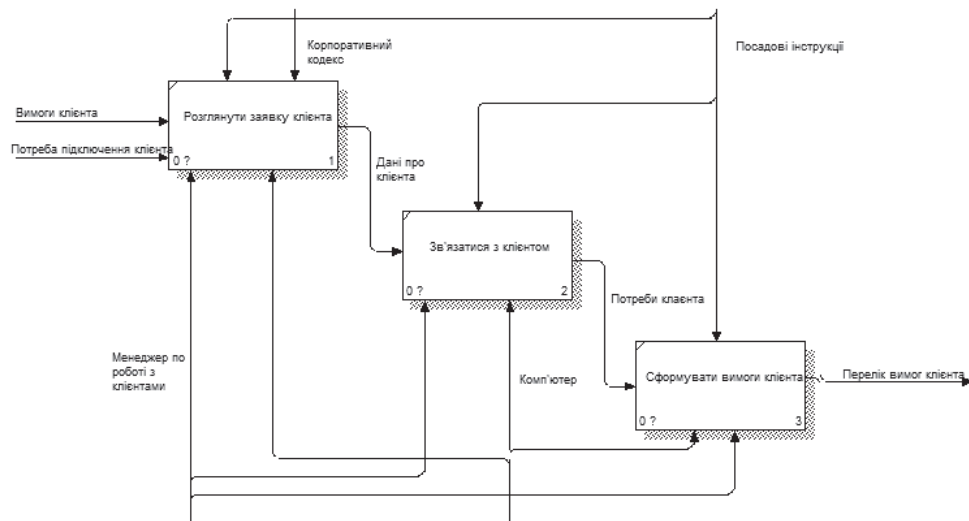 Корпоративний
кодекс
Посадові інструкції
Вимоги клієнта
Розглянути заявку клієнта
Потреба підключення клієнта
0 ?
1
Дані про
клієнта
Зв'язатися з клієнтом
0 ?
2
Потреби клаєнта
Менеджер по
роботі з
клієнтами
Комп'ютер
Сформувати вимоги клієнта
Перелік вимог клієнта
0 ?
3